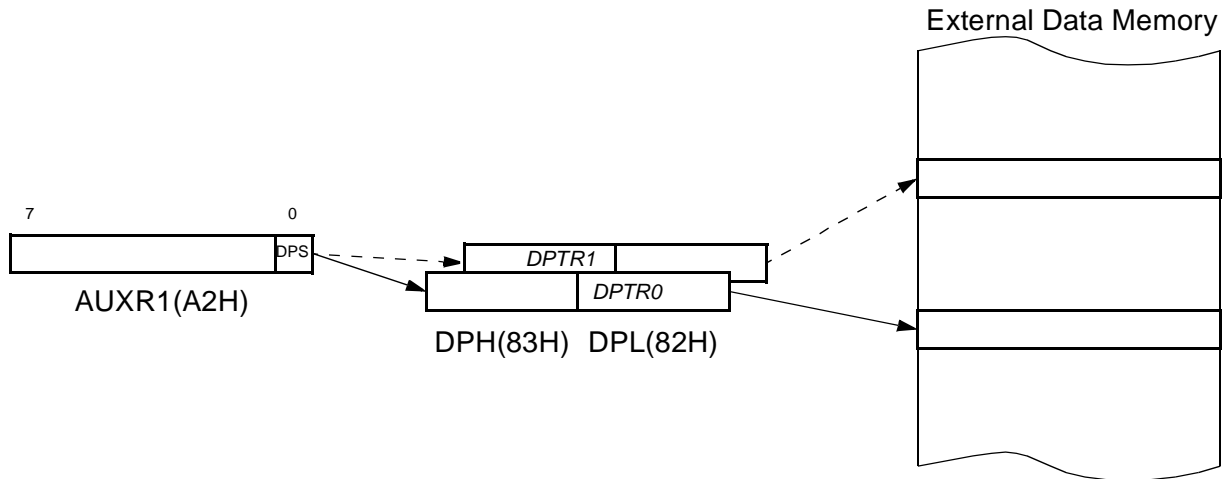 External Data Memory
7 0
DPS
AUXR1(A2H)
DPTR1
DPTR0
DPH(83H) DPL(82H)